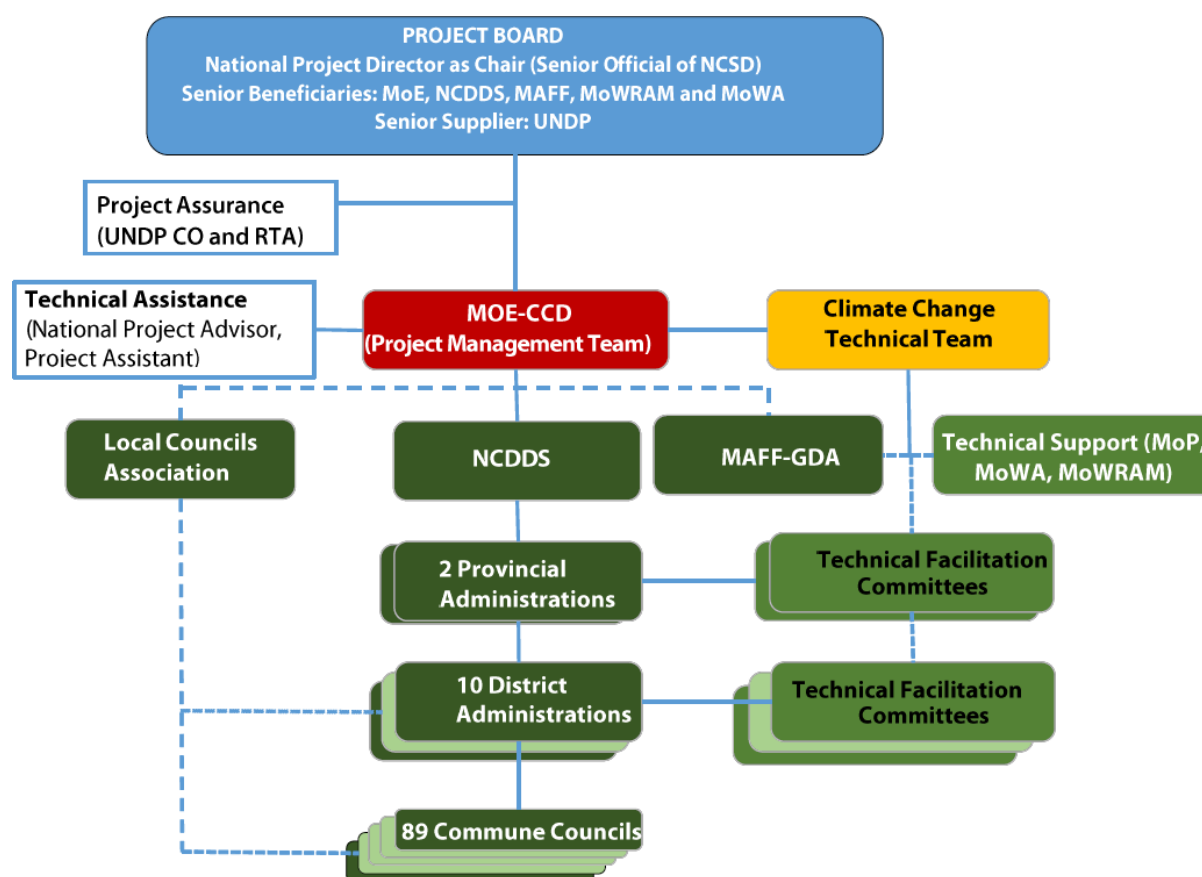 PROJECT BOARD
National Project Director as Chair (Senior Official of NCSD)
Senior Beneficiaries: MoE, NCDDS, MAFF, MoWRAM and MoWA
Senior Supplier: UNDP
Project Assurance
(UNDP CO and RTA)
Technical Assistance
(National Project Advisor,
Project Assistant)
MOE-CCD
(Project Management Team)
Climate Change
Technical Team
Local Councils
Association
NCDDS
MAFF-GDA
Technical Support (MoP,
MoWA, MoWRAM)
2 Provincial
Administrations
Technical Facilitation
Committees
10 District
Administrations
Technical Facilitation
Committees
89 Commune Councils